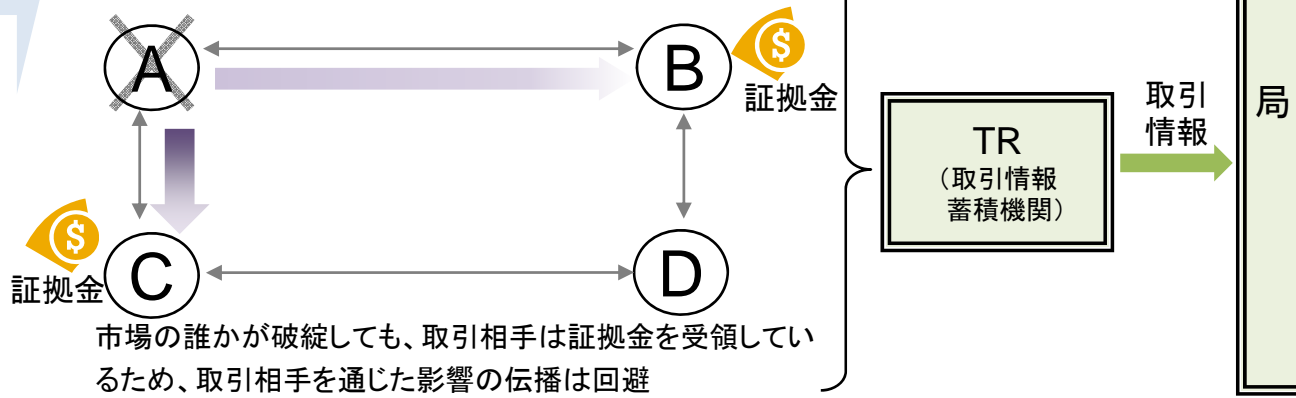 A
B
$
証拠金
取引
情報
局
TR
（取引情報
蓄積機関）
$
証拠金
C
D
市場の誰かが破綻しても、取引相手は証拠金を受領してい
るため、取引相手を通じた影響の伝播は回避